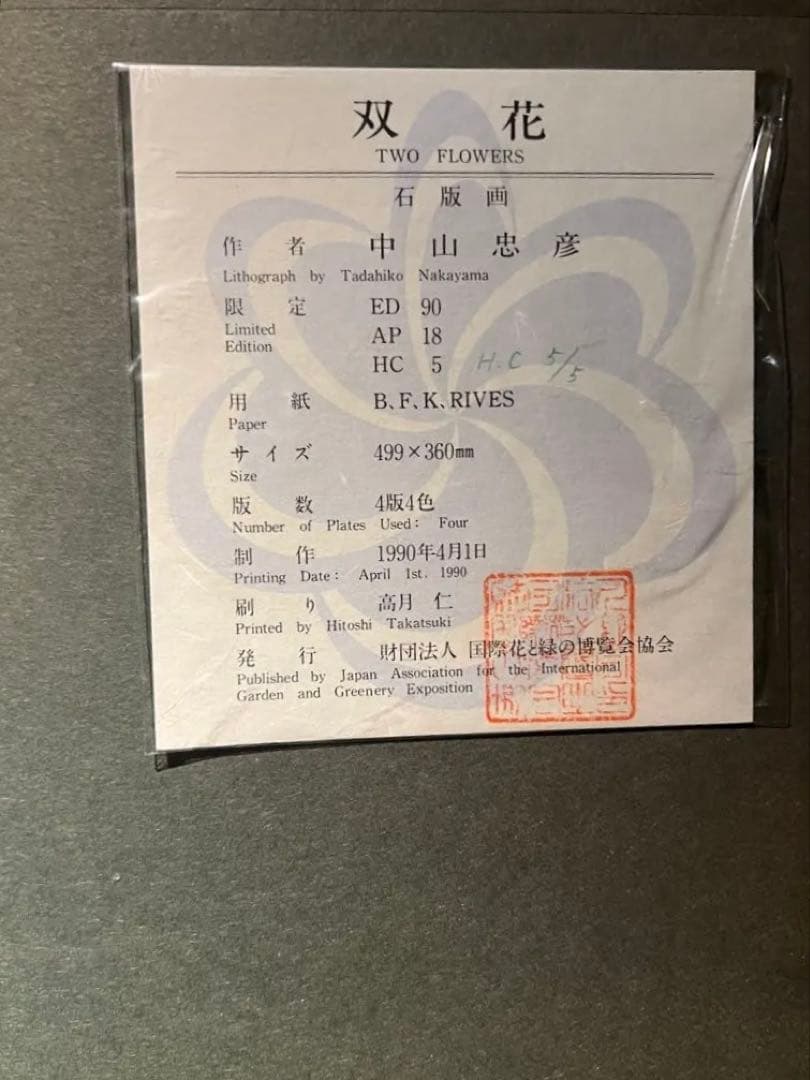 双 花
TWO FLOWERS
石 版 画
作 者 中 山 忠 彦
Lithograph by Tadahiko Nakayama
限 定 ED 90
Limited
Edition
AP 18
HC 5 H.C 5/5
用 紙 B、F、K、RIVES
Paper
サ イ ズ 499×360㎜
Size
版 数 4版4色
Number of Plates Used: Four
制 作 1990年4月1日
Printing Date: April 1st. 1990
刷 り 高月 仁
Printed by Hitoshi Takatsuki
発 行 財団法人 国際花と緑の博覧会協会
Published by Japan Association for the International
Garden and Greenery Exposition